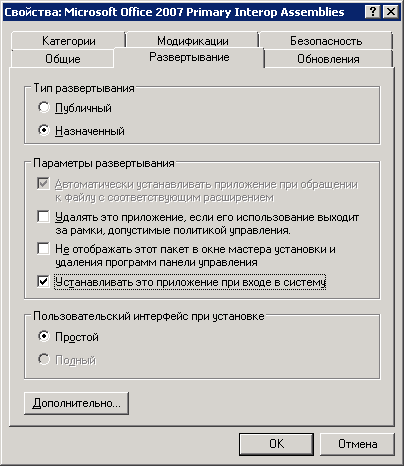 Свойства: Microsoft Office 2007 Primary Interop Assemblies
Категории
Модификации
Безопасность
Общие
Развертывание
Обновления
Тип развертывания
Публичный
Назначенный
Параметры развертывания
Автоматически устанавливать приложение при обращении
к файлу с соответствующим расширением
Удалять это приложение, если его использование выходит
за рамки, допустимые политикой управления.
Не отображать этот пакет в окне мастера установки и
удаления программ панели управления
Устанавливать это приложение при входе в систему
Пользовательский интерфейс при установке
Простой
Полный
Дополнительно...
OK
Отмена